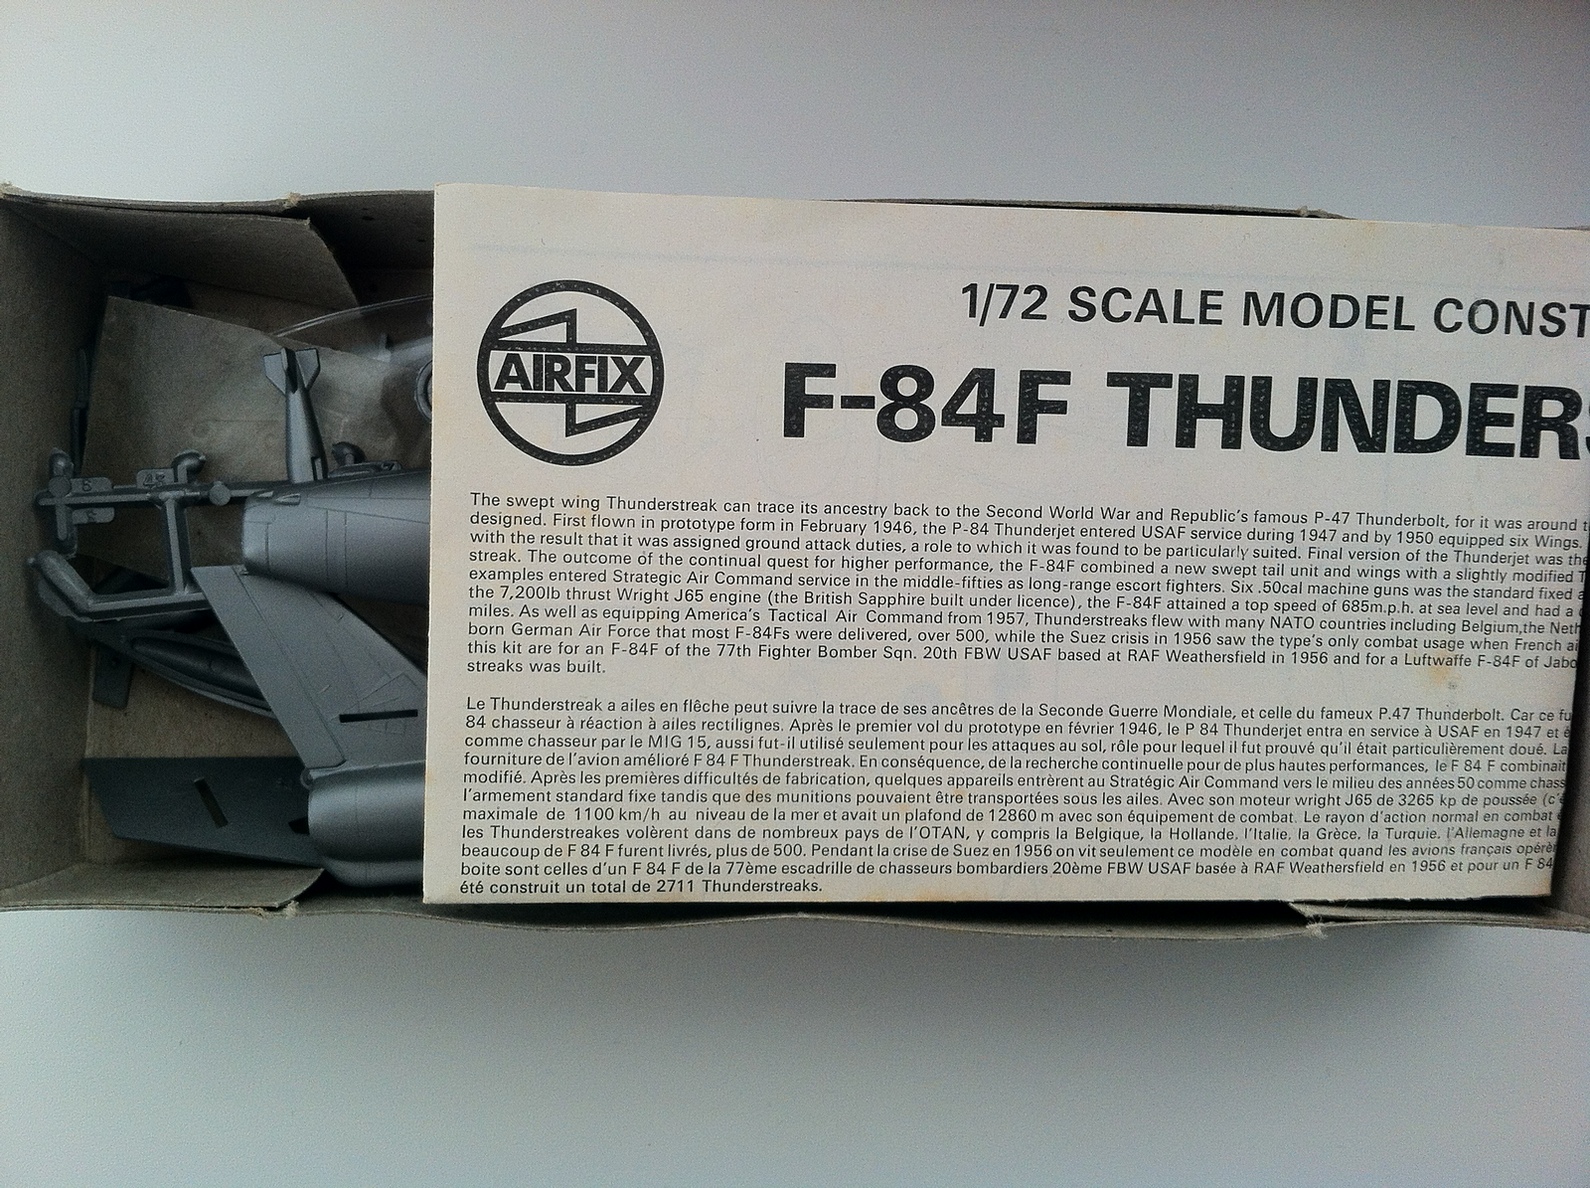 AIRFIX
1/72 SCALE MODEL CONST
F-84F THUNDERS
The swept wing Thunderstreak can trace its ancestry back to the Second World War and Republic's famous P-47 Thunderbolt, for it was around t
designed. First flown in prototype form in February 1946, the P-84 Thunderjet entered USAF service during 1947 and by 1950 equipped six Wings.
with the result that it was assigned ground attack duties, a role to which it was found to be particularly suited. Final version of the Thunderjet was the
streak. The outcome of the continual quest for higher performance, the F-84F combined a new swept tail unit and wings with a slightly modified T
examples entered Strategic Air Command service in the middle-fifties as long-range escort fighters. Six .50cal machine guns was the standard fixed a
the 7,200lb thrust Wright J65 engine (the British Sapphire built under licence), the F-84F attained a top speed of 685m.p.h. at sea level and had a
miles. As well as equipping America's Tactical Air Command from 1957, Thunderstreaks flew with many NATO countries including Belgium,the Neth
born German Air Force that most F-84Fs were delivered, over 500, while the Suez crisis in 1956 saw the type's only combat usage when French ai
this kit are for an F-84F of the 77th Fighter Bomber Sqn. 20th FBW USAF based at RAF Weathersfield in 1956 and for a Luftwaffe F-84F of Jabo
streaks was built.
Le Thunderstreak a ailes en flêche peut suivre la trace de ses ancêtres de la Seconde Guerre Mondiale, et celle du fameux P.47 Thunderbolt. Car ce fu
84 chasseur à réaction à ailes rectilignes. Après le premier vol du prototype en février 1946, le P 84 Thunderjet entra en service à USAF en 1947 et
comme chasseur par le MIG 15, aussi fut-il utilisé seulement pour les attaques au sol, rôle pour lequel il fut prouvé qu'il était particulièrement doué. La
fourniture de l'avion amélioré F 84 F Thunderstreak. En conséquence, de la recherche continuelle pour de plus hautes performances, le F 84 F combinait
modifié. Après les premières difficultés de fabrication, quelques appareils entrèrent au Stratégic Air Command vers le milieu des années 50 comme chass
l'armement standard fixe tandis que des munitions pouvaient être transportées sous les ailes. Avec son moteur wright J65 de 3265 kp de poussée (c'é
maximale de 1100 km/h au niveau de la mer et avait un plafond de 12860 m avec son équipement de combat. Le rayon d'action normal en combat
les Thunderstreakes volèrent dans de nombreux pays de l'OTAN, y compris la Belgique, la Hollande, l'Italie, la Grèce, la Turquie, l'Allemagne et la
beaucoup de F 84 F furent livrés, plus de 500. Pendant la crise de Suez en 1956 on vit seulement ce modèle en combat quand les avions français opérèr
boite sont celles d'un F 84 F de la 77ème escadrille de chasseurs bombardiers 20ème FBW USAF basée à RAF Weathersfield en 1956 et pour un F 84
été construit un total de 2711 Thunderstreaks.